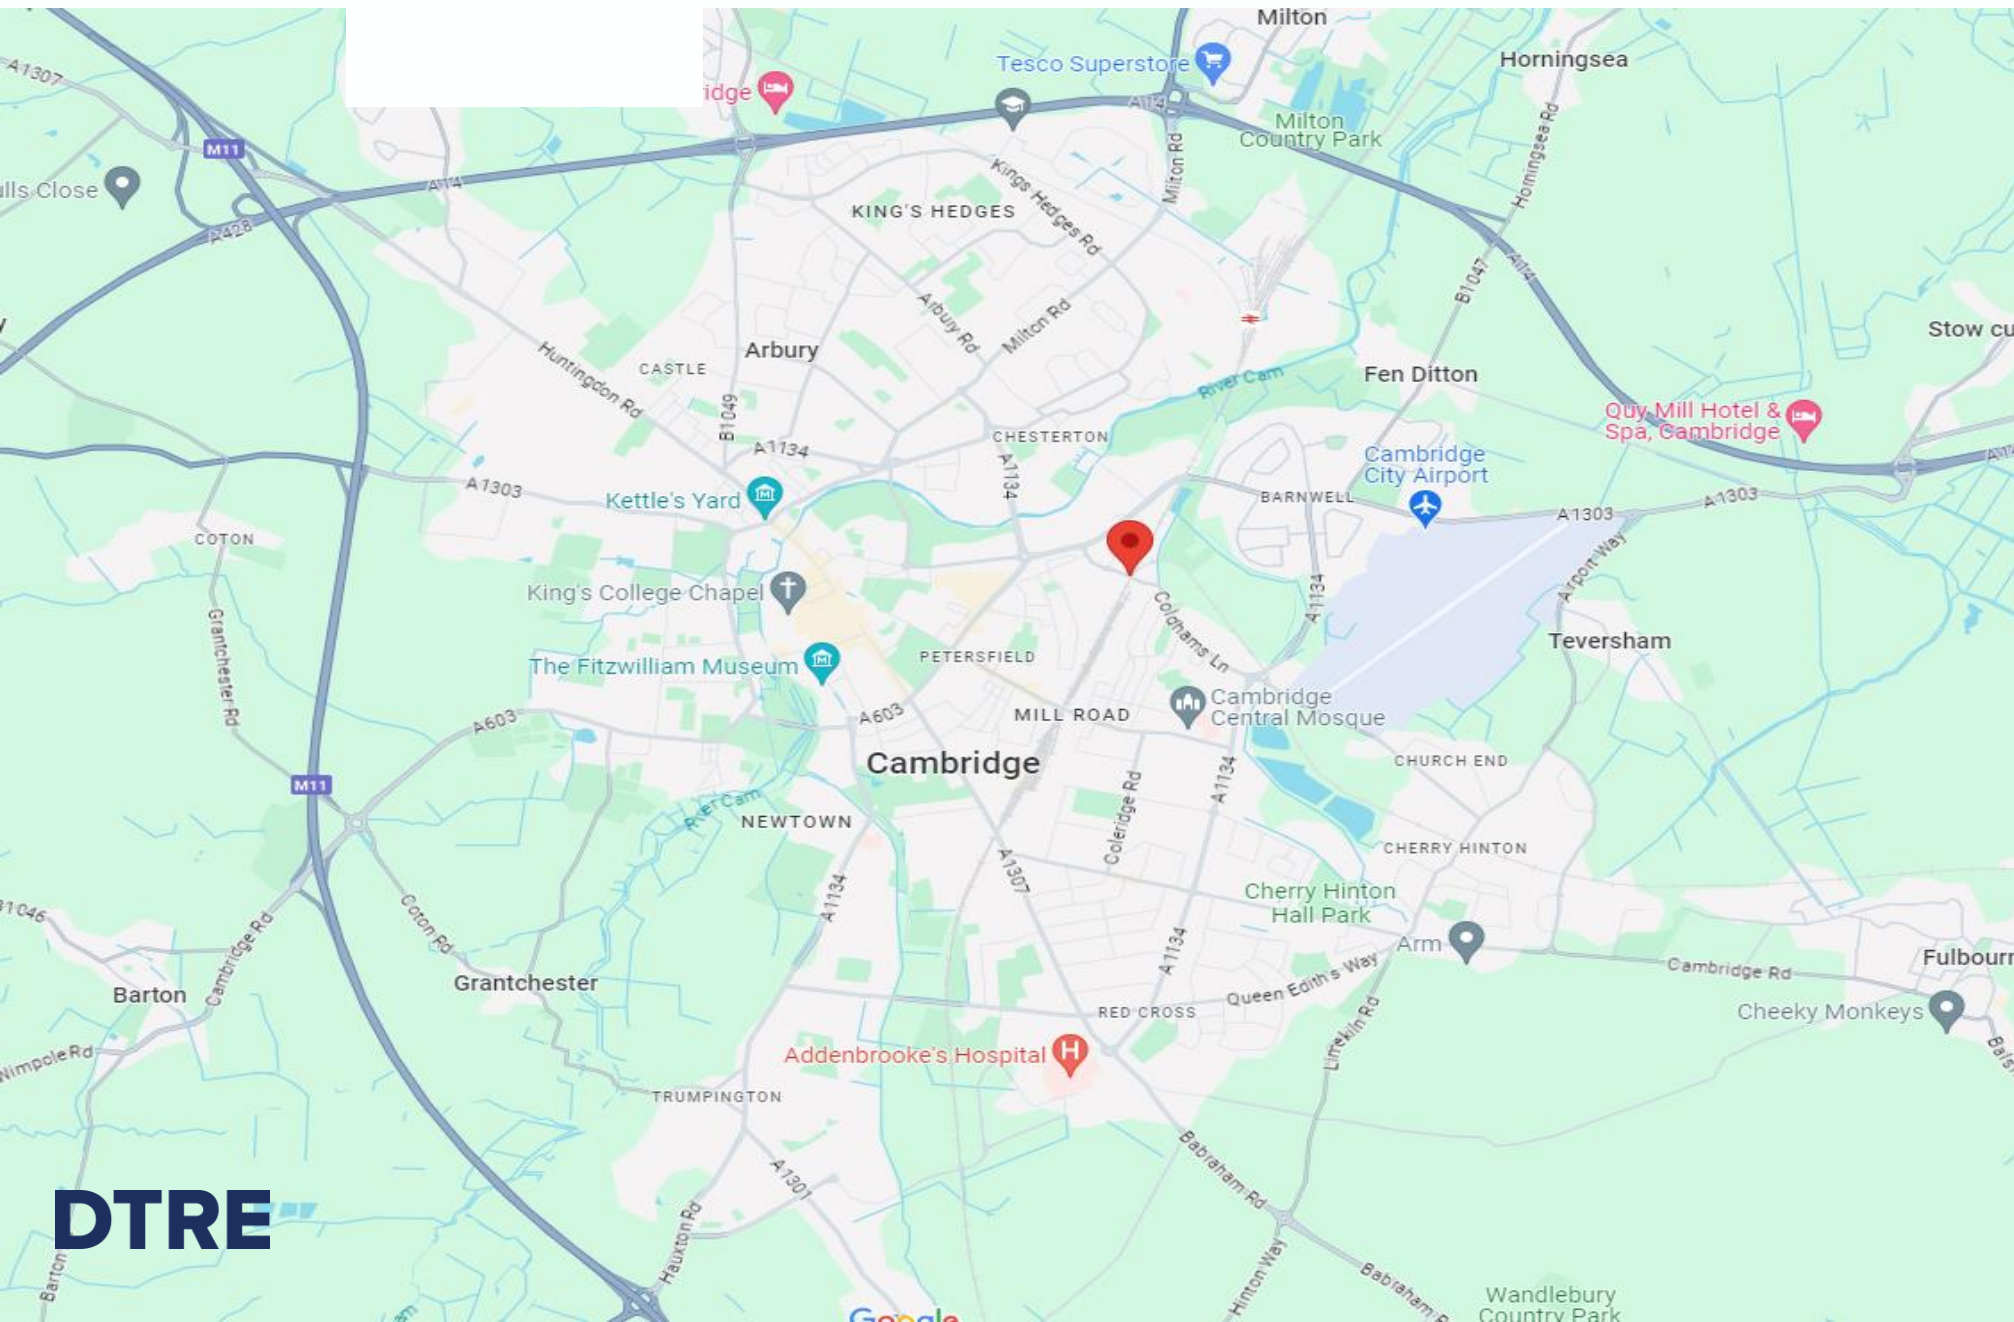 Milton
Horningsea
Tesco Superstore
A1307
idge
A14
Milton
Country Park
Horningsea Rd
M11
Milton Rd
lls Close
A14
Kings Hedges Rd
KING'S HEDGES
A428
A14
B1047
Arbury Rd
Milton Rd
Stow cu
Huntingdon Rd
Arbury
CASTLE
Fen Ditton
River Cam
B1049
Quy Mill Hotel &
Spa, Cambridge
CHESTERTON
A1134
A1134
Cambridge
City Airport
A1303
Kettle's Yard
BARNWELL
A1303
A1303
COTON
Airport Way
King's College Chapel
A1134
Coldhams Ln
Grantchester Rd
Teversham
PETERSFIELD
The Fitzwilliam Museum
Cambridge
Central Mosque
A603
A603
MILL ROAD
Cambridge
CHURCH END
M11
A1134
River Cam
NEWTOWN
Coleridge Rd
CHERRY HINTON
A1307
A1134
Cherry Hinton
Hall Park
B1046
Coton Rd
Cambridge Rd
A1134
Arm
Fulbourn
Cambridge Rd
Grantchester
Barton
Queen Edith's Way
RED CROSS
Cheeky Monkeys
Limekiln Rd
Addenbrooke's Hospital
Wimpole Rd
Bals
TRUMPINGTON
Babraham Rd
A1301
DTRE
Hauxton Rd
Barton
Hinton Way
Babraham R
Wandlebury
Country Park
Google